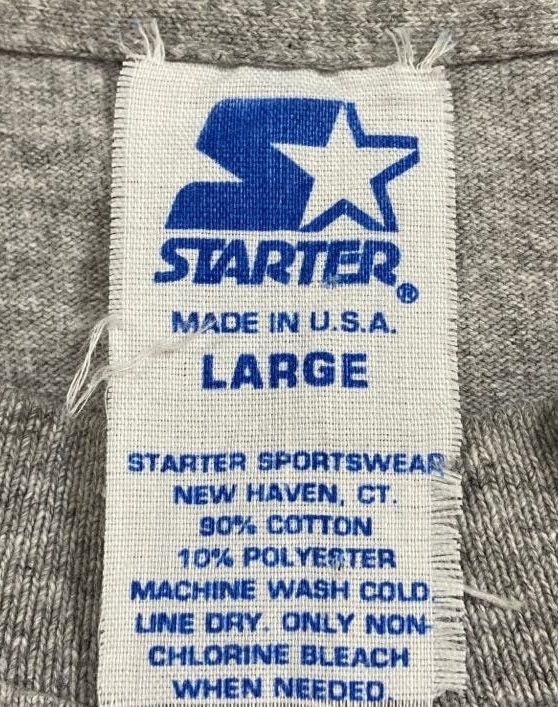 STARTER®
MADE IN U.S.A.
LARGE
STARTER SPORTSWEAR
NEW HAVEN, CT.
90% COTTON
10% POLYESTER
MACHINE WASH COLD.
LINE DRY. ONLY NON-
CHLORINE BLEACH
WHEN NEEDED.